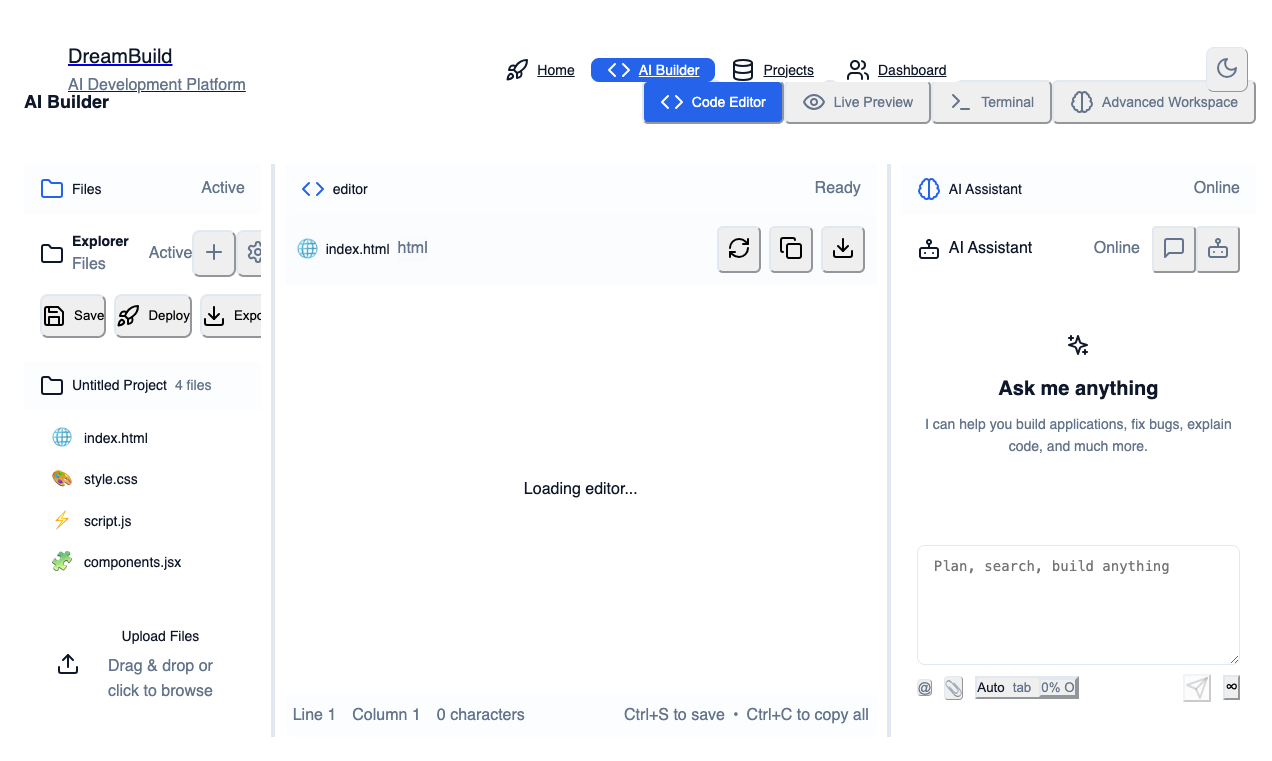 DreamBuild
AI Development Platform
Home
AI Builder
Projects
Dashboard
AI Builder
Code Editor
Live Preview
Terminal
Advanced Workspace
Files
Active
Explorer
Files
Active
Save
Deploy
Expo
Untitled Project 4 files
index.html
style.css
script.js
components.jsx
Upload Files
Drag & drop or
click to browse
editor
Ready
index.html html
Loading editor...
Line 1 Column 1 0 characters
Ctrl+S to save • Ctrl+C to copy all
AI Assistant
Online
AI Assistant
Online
Ask me anything
I can help you build applications, fix bugs, explain
code, and much more.
Plan, search, build anything
@
Auto tab 0% O
∞